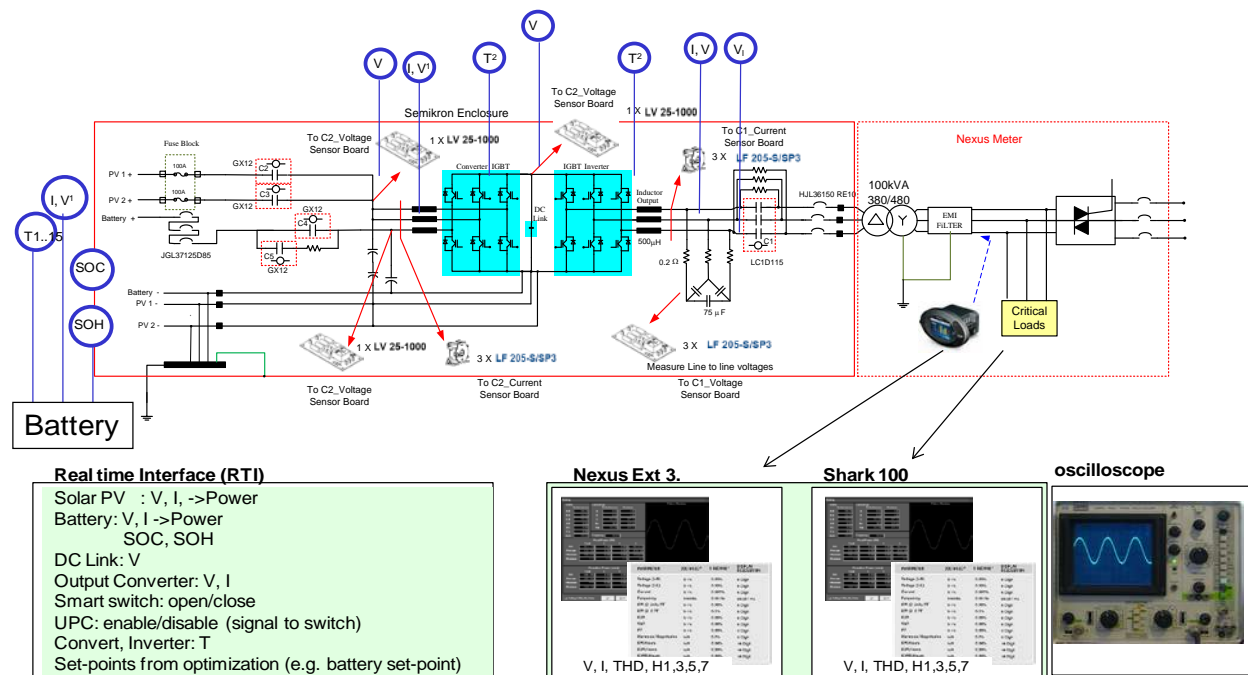 V
V
I, V¹
T²
T²
I, V
V_I
To C2_Voltage
Sensor Board
1 X LV 25-1000
Semikron Enclosure
To C2_Voltage
Sensor Board
1 X LV 25-1000
To C1_Current
Sensor Board
3 X LF 205-S/SP3
Nexus Meter
Fuse Block
100A
100A
PV 1 +
PV 2 +
Battery +
JGL37125D85
GX12
C2
C3
GX12
GX12
C4
C5
GX12
Converter IGBT
IGBT Inverter
DC
Link
Inductor
Output
500μH
0.2 Ω
75 μ F
HJL36150 RE10
C1
LC1D115
100kVA
380/480
EMI
FiLTER
Critical
Loads
I, V¹
T1..15
SOC
SOH
Battery -
PV 1 -
PV 2 -
1 X LV 25-1000
To C2_Voltage
Sensor Board
3 X LF 205-S/SP3
To C2_Current
Sensor Board
3 X LF 205-S/SP3
Measure Line to line voltages
To C1_Voltage
Sensor Board
Battery
Real time Interface (RTI)
Solar PV : V, I, ->Power
Battery: V, I ->Power
SOC, SOH
DC Link: V
Output Converter: V, I
Smart switch: open/close
UPC: enable/disable (signal to switch)
Convert, Inverter: T
Set-points from optimization (e.g. battery set-point)
Nexus Ext 3.
V, I, THD, H1,3,5,7
Shark 100
V, I, THD, H1,3,5,7
oscilloscope